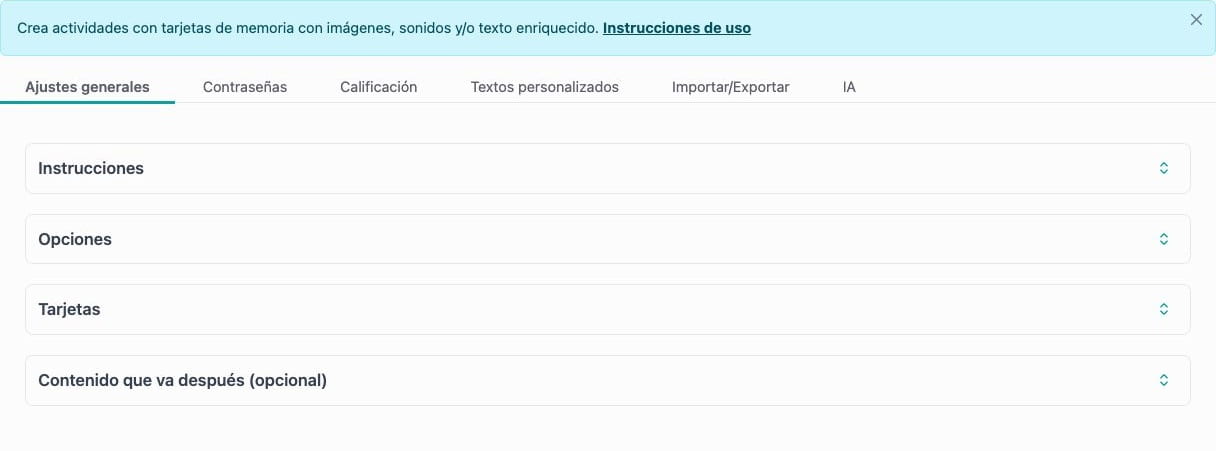 Crea actividades con tarjetas de memoria con imágenes, sonidos y/o texto enriquecido. Instrucciones de uso
Ajustes generales Contraseñas Calificación Textos personalizados Importar/Exportar IA
Instrucciones
Opciones
Tarjetas
Contenido que va después (opcional)